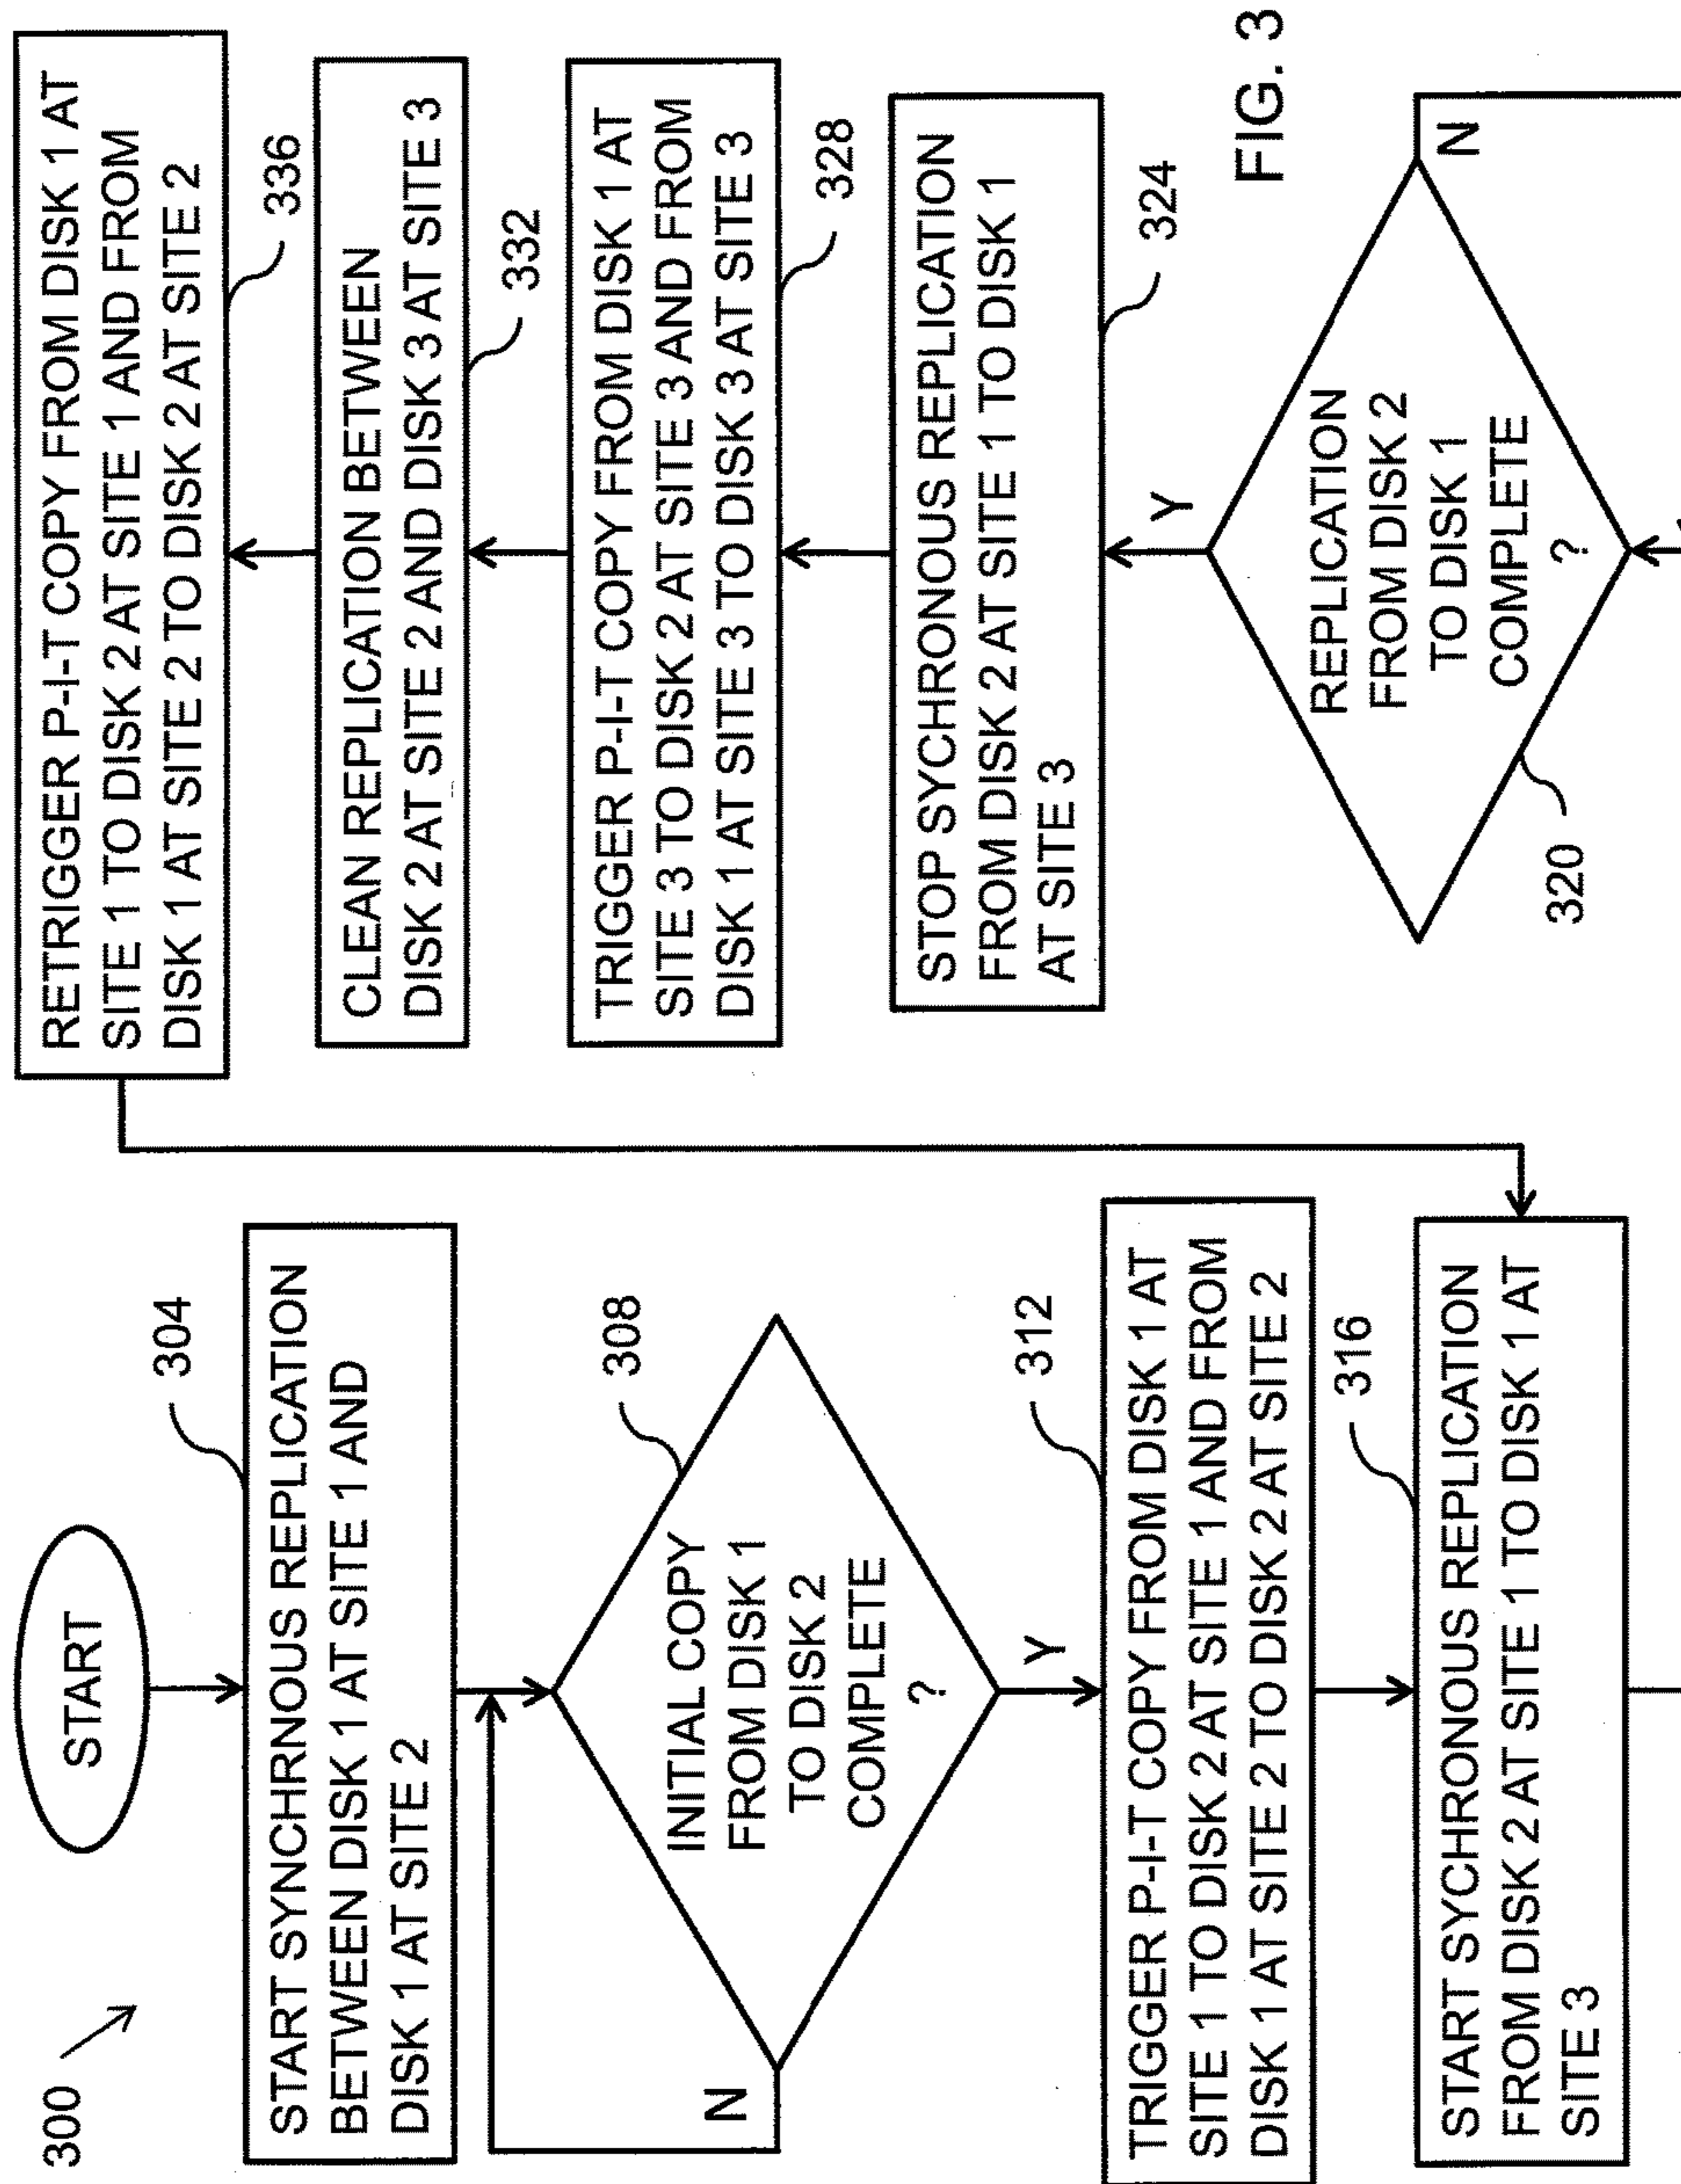 300
START
304
START SYNCHRNOUS REPLICATION
BETWEEN DISK 1 AT SITE 1 AND
DISK 1 AT SITE 2
308
INITIAL COPY
FROM DISK 1
TO DISK 2
COMPLETE
?
N
Y
312
TRIGGER P-I-T COPY FROM DISK 1 AT
SITE 1 TO DISK 2 AT SITE 1 AND FROM
DISK 1 AT SITE 2 TO DISK 2 AT SITE 2
316
START SYCHRONOUS REPLICATION
FROM DISK 2 AT SITE 1 TO DISK 1 AT
SITE 3
320
REPLICATION
FROM DISK 2
TO DISK 1
COMPLETE
?
N
Y
324
STOP SYCHRONOUS REPLICATION
FROM DISK 2 AT SITE 1 TO DISK 1
AT SITE 3
328
TRIGGER P-I-T COPY FROM DISK 1 AT
SITE 3 TO DISK 2 AT SITE 3 AND FROM
DISK 1 AT SITE 3 TO DISK 3 AT SITE 3
332
CLEAN REPLICATION BETWEEN
DISK 2 AT SITE 2 AND DISK 3 AT SITE 3
336
RETRIGGER P-I-T COPY FROM DISK 1 AT
SITE 1 TO DISK 2 AT SITE 1 AND FROM
DISK 1 AT SITE 2 TO DISK 2 AT SITE 2
FIG. 3